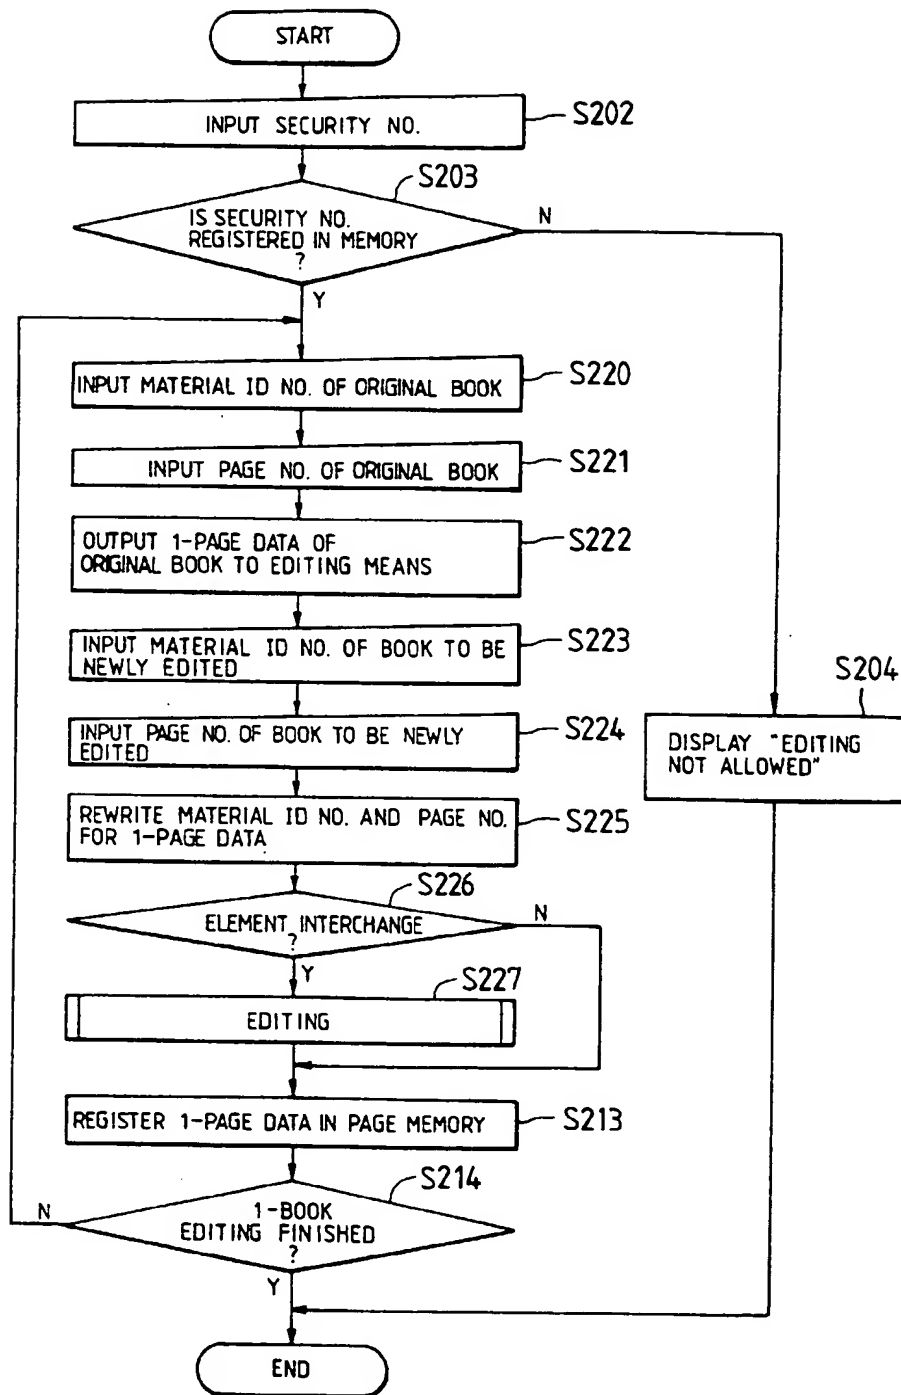 START
INPUT SECURITY NO.
S202
S203
IS SECURITY NO.
REGISTERED IN MEMORY
?
N
Y
INPUT MATERIAL ID NO. OF ORIGINAL BOOK
S220
INPUT PAGE NO. OF ORIGINAL BOOK
S221
OUTPUT 1-PAGE DATA OF
ORIGINAL BOOK TO EDITING MEANS
S222
INPUT MATERIAL ID NO. OF BOOK TO BE
NEWLY EDITED
S223
INPUT PAGE NO. OF BOOK TO BE NEWLY
EDITED
S224
S204
DISPLAY "EDITING
NOT ALLOWED"
REWRITE MATERIAL ID NO. AND PAGE NO.
FOR 1-PAGE DATA
S225
S226
ELEMENT INTERCHANGE
?
N
Y
S227
EDITING
REGISTER 1-PAGE DATA IN PAGE MEMORY
S213
S214
1-BOOK
EDITING FINISHED
?
N
Y
END